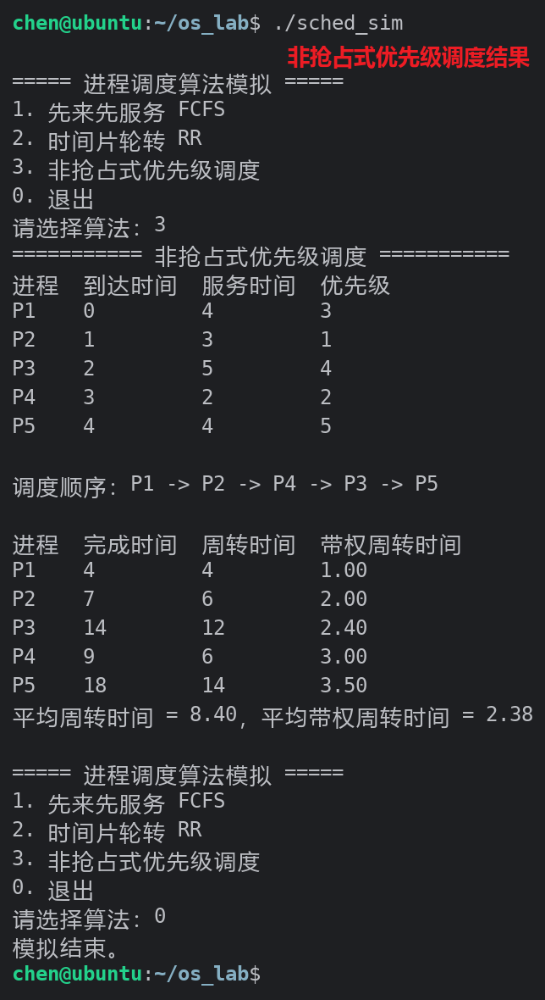 chen@ubuntu:~/os_lab$ ./sched_sim
非抢占式优先级调度结果
===== 进程调度算法模拟 =====
1. 先来先服务 FCFS
2. 时间片轮转 RR
3. 非抢占式优先级调度
0. 退出
请选择算法: 3
=========== 非抢占式优先级调度 ===========
进程 到达时间 服务时间 优先级
P1 0 4 3
P2 1 3 1
P3 2 5 4
P4 3 2 2
P5 4 4 5
调度顺序: P1 -> P2 -> P4 -> P3 -> P5
进程 完成时间 周转时间 带权周转时间
P1 4 4 1.00
P2 7 6 2.00
P3 14 12 2.40
P4 9 6 3.00
P5 18 14 3.50
平均周转时间 = 8.40, 平均带权周转时间 = 2.38
===== 进程调度算法模拟 =====
1. 先来先服务 FCFS
2. 时间片轮转 RR
3. 非抢占式优先级调度
0. 退出
请选择算法: 0
模拟结束。
chen@ubuntu:~/os_lab$